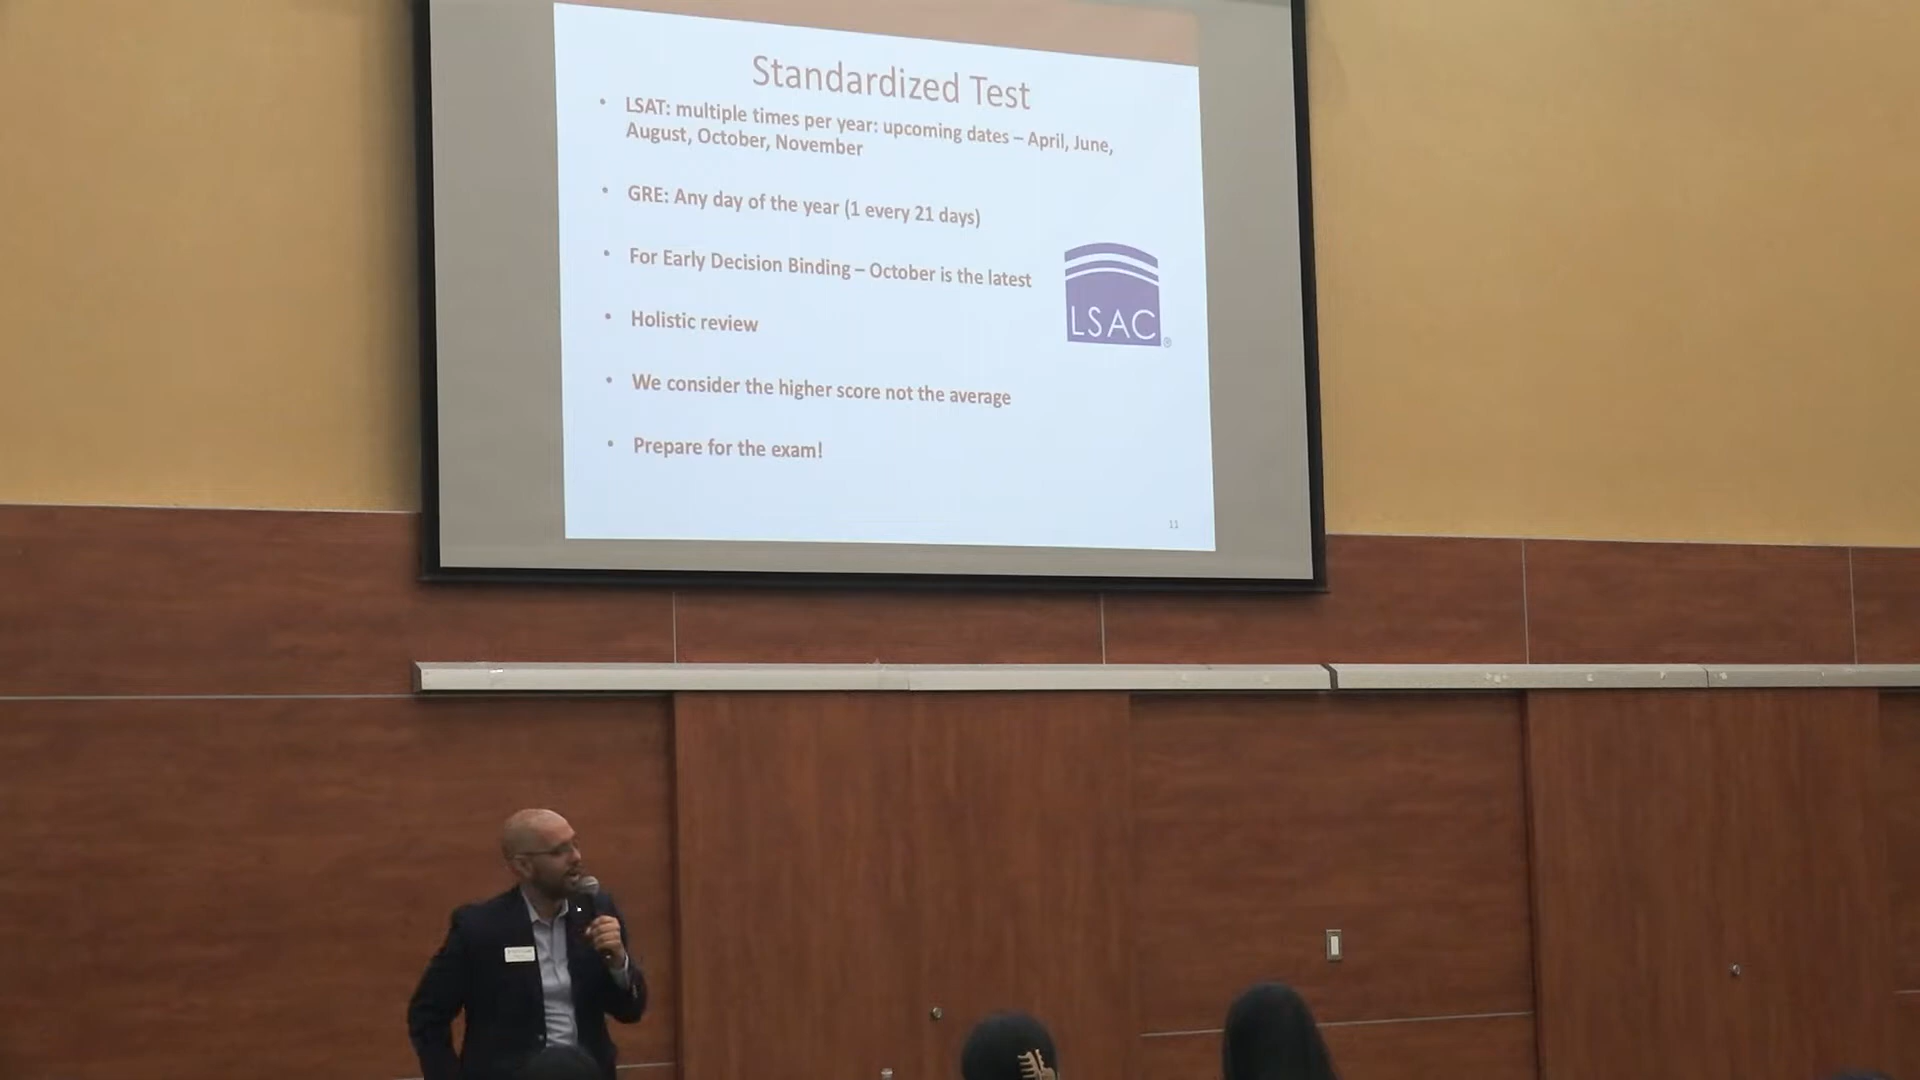 Standardized Test
• LSAT: multiple times per year: upcoming dates – April, June,
August, October, November
• GRE: Any day of the year (1 every 21 days)
• For Early Decision Binding – October is the latest
• Holistic review
• We consider the higher score not the average
• Prepare for the exam!
LSAC®
11